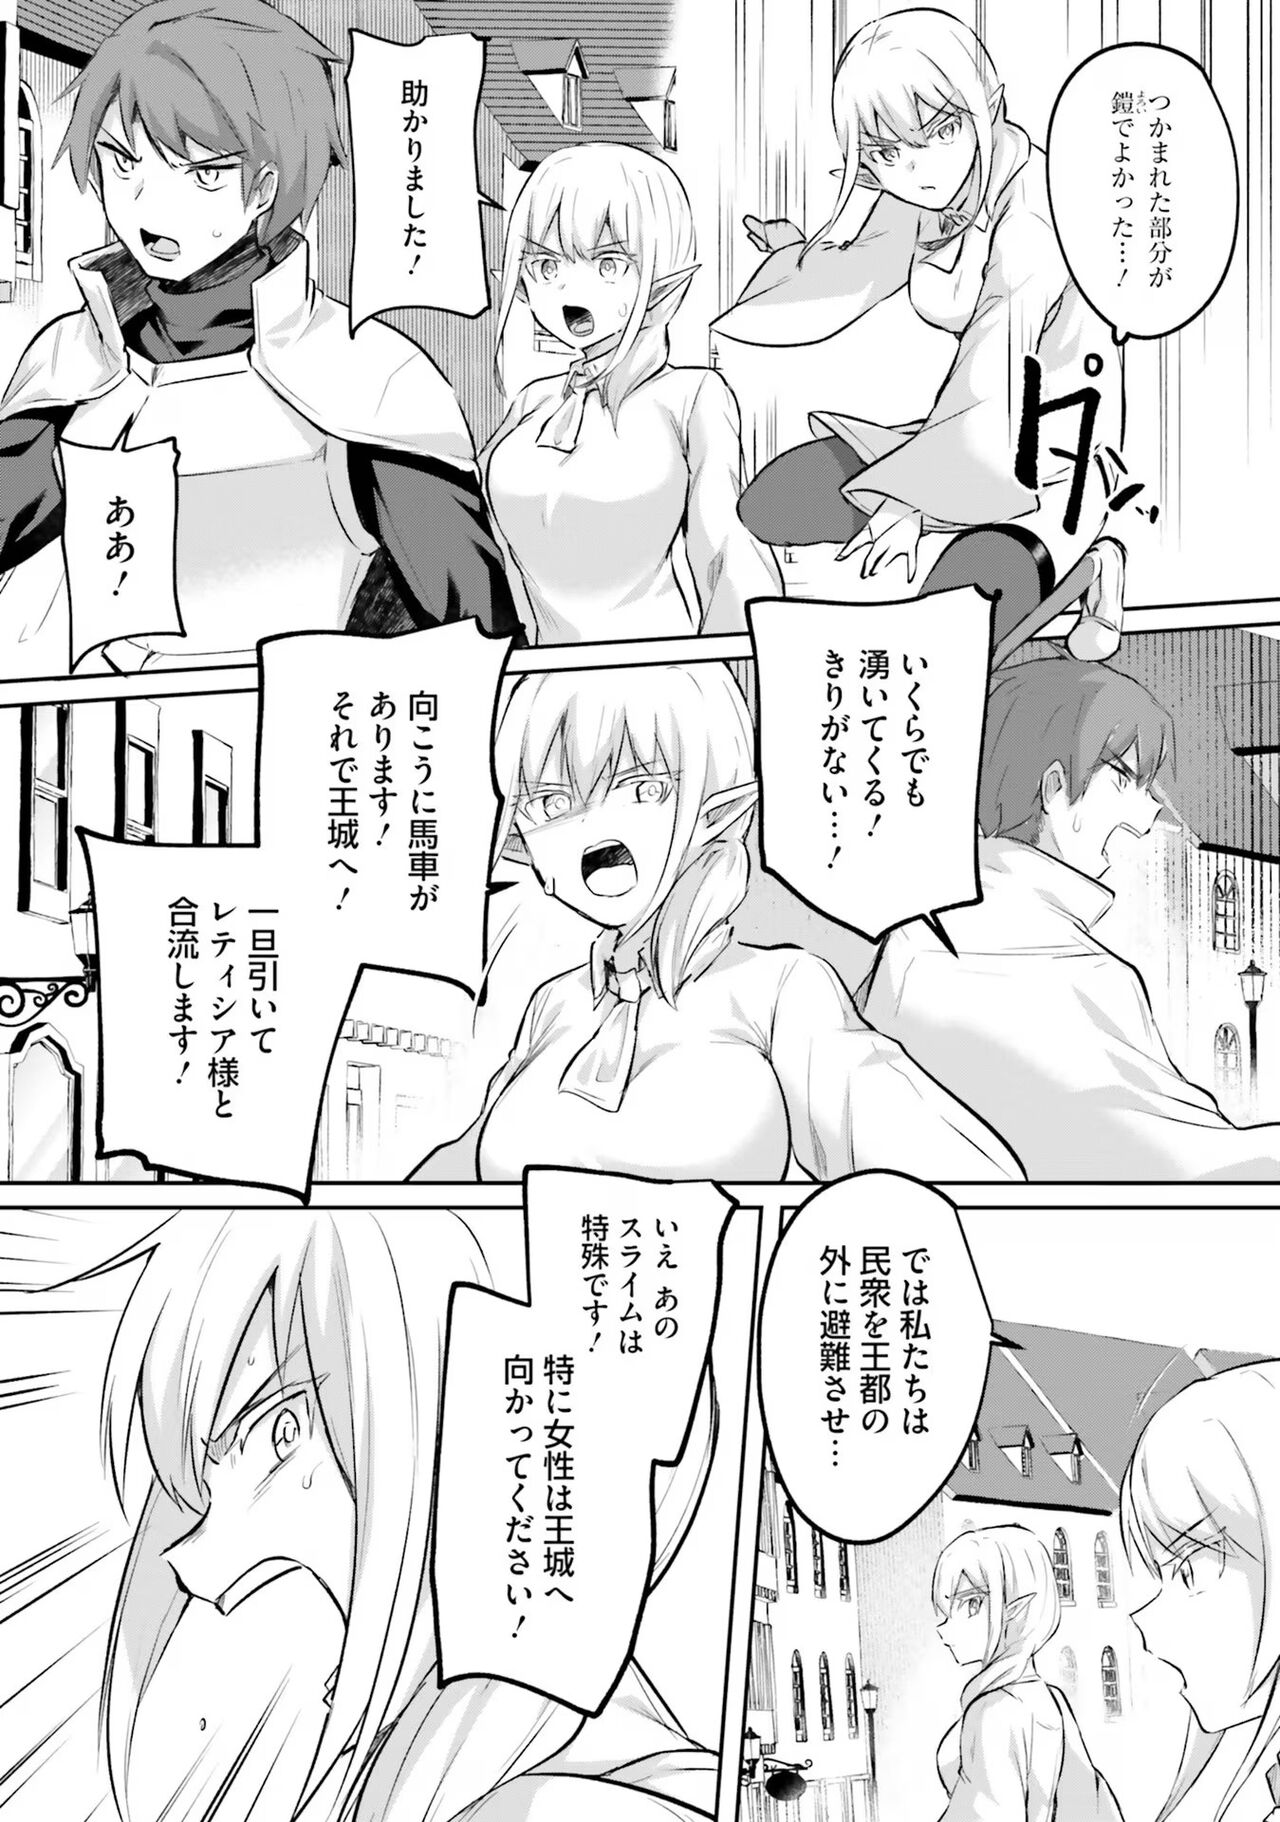 つかまれた部分が
鎧でよかった…！
よろい
ダンッ
助かりました！
ああ！
いくらでも
湧いてくる！
きりがない…！
向こうに馬車が
あります！
それで王城へ！
一旦引いて
レティシア様と
合流します！
では私たちは
民衆を王都の
外に避難させ…
いえ あの
スライムは
特殊です！
特に女性は王城へ
向かってください！